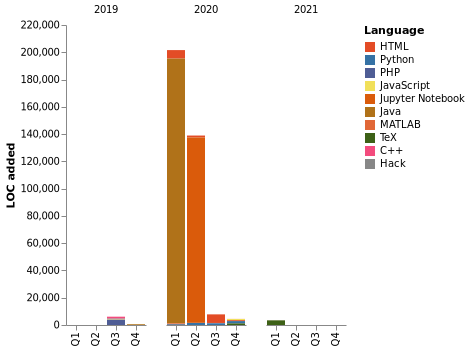 2019 2020 2021
220,000
200,000
180,000
160,000
140,000
120,000
100,000
80,000
60,000
40,000
20,000
0
LOC added
Q1 Q2 Q3 Q4 Q1 Q2 Q3 Q4 Q1 Q2 Q3 Q4
Language
HTML
Python
PHP
JavaScript
Jupyter Notebook
Java
MATLAB
TeX
C++
Hack